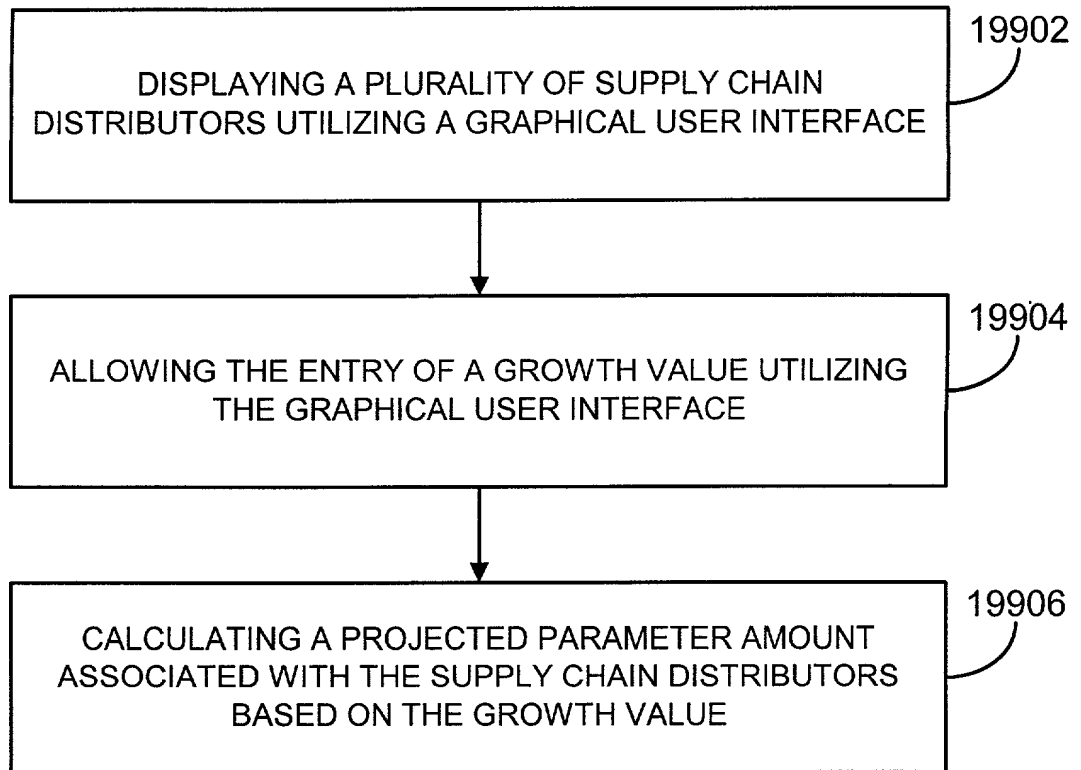 19902
DISPLAYING A PLURALITY OF SUPPLY CHAIN
DISTRIBUTORS UTILIZING A GRAPHICAL USER INTERFACE
19904
ALLOWING THE ENTRY OF A GROWTH VALUE UTILIZING
THE GRAPHICAL USER INTERFACE
19906
CALCULATING A PROJECTED PARAMETER AMOUNT
ASSOCIATED WITH THE SUPPLY CHAIN DISTRIBUTORS
BASED ON THE GROWTH VALUE